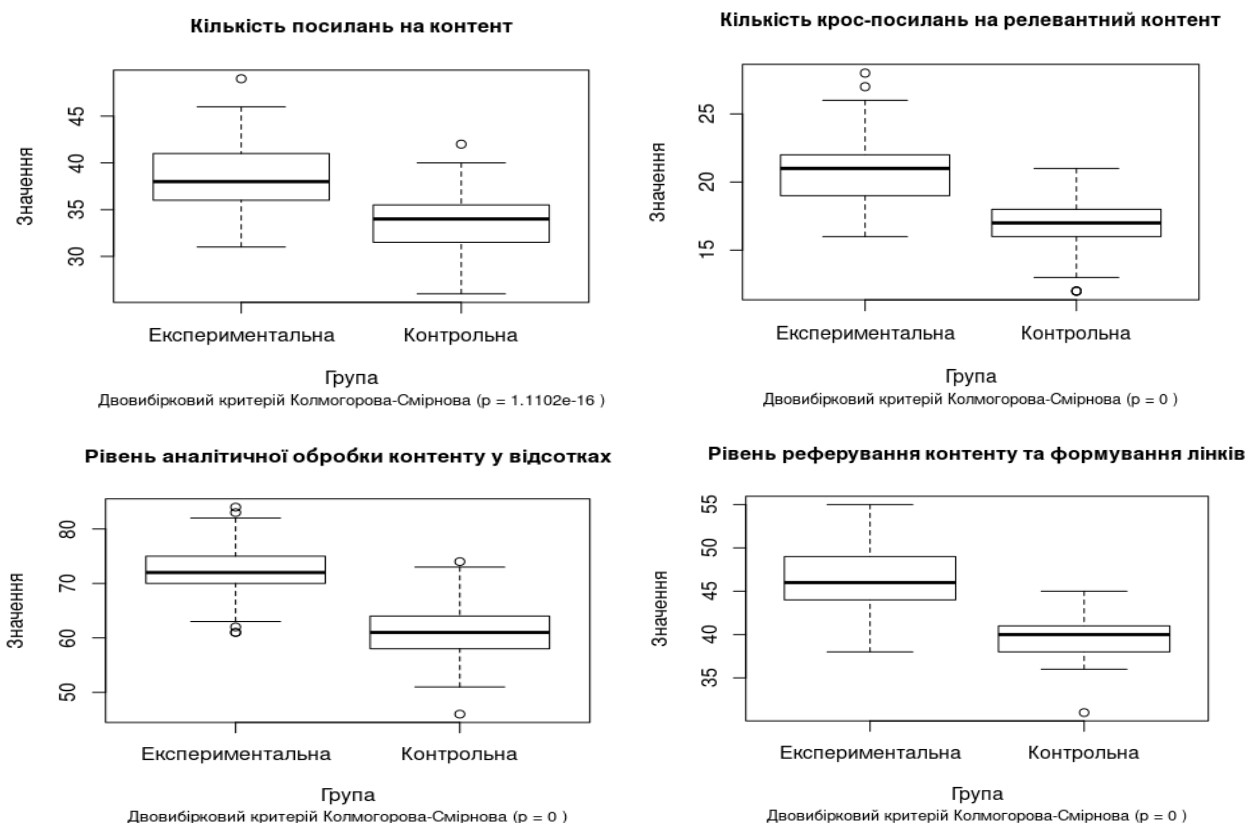 Кількість посилань на контент
Значення
30 35 40 45
Експериментальна Контрольна
Група
Двовибірковий критерій Колмогорова-Смірнова (p = 1.1102e-16 )
Кількість крос-посилань на релевантний контент
Значення
15 20 25
Експериментальна Контрольна
Група
Двовибірковий критерій Колмогорова-Смірнова (p = 0 )
Рівень аналітичної обробки контенту у відсотках
Значення
50 60 70 80
Експериментальна Контрольна
Група
Двовибірковий критерій Колмогорова-Смірнова (p = 0 )
Рівень реферування контенту та формування лінків
Значення
35 40 45 50 55
Експериментальна Контрольна
Група
Двовибірковий критерій Колмогорова-Смірнова (p = 0 )